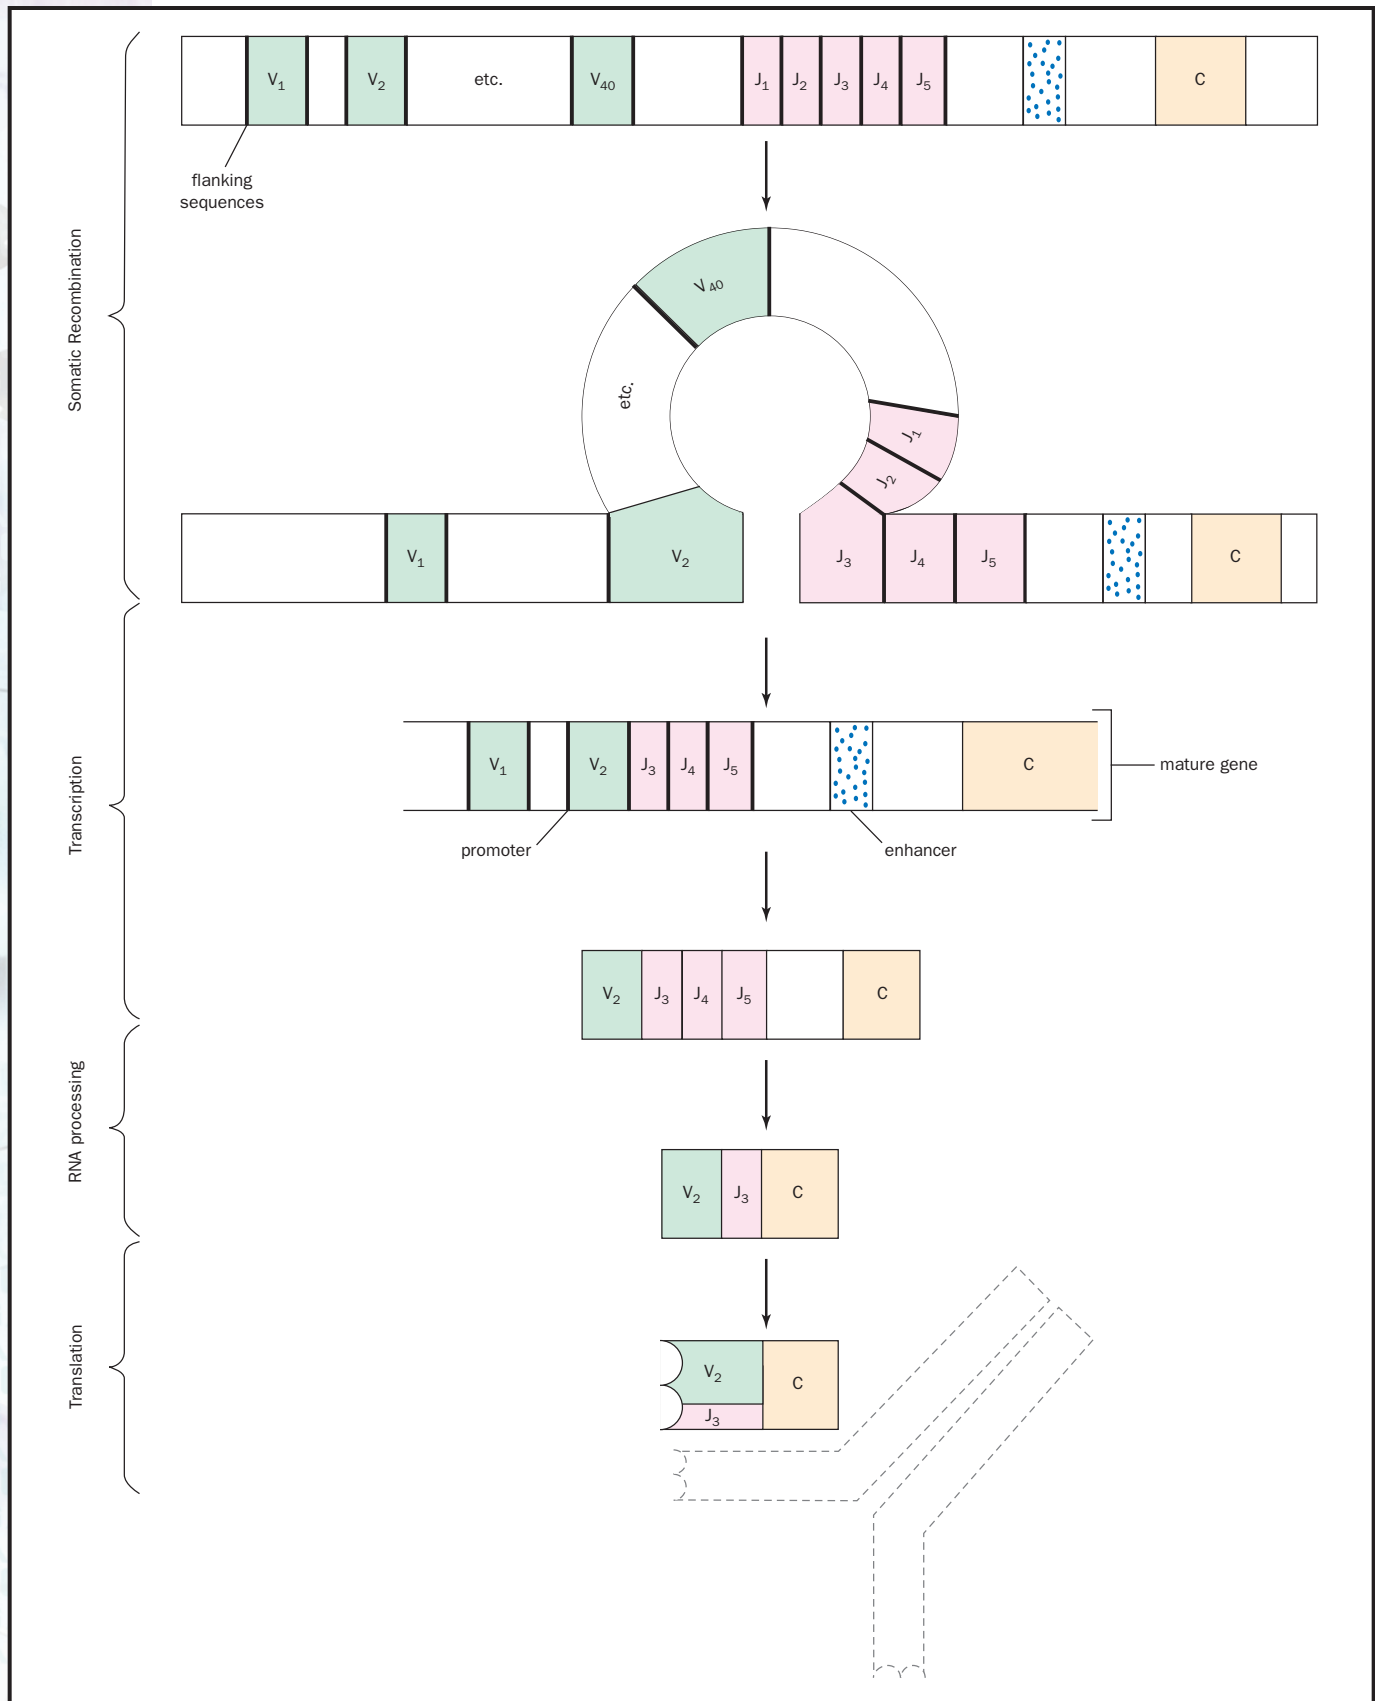 V1 V2 etc. V40 J1 J2 J3 J4 J5 C
flanking
sequences
Somatic Recombination
V40
etc.
J1
J2
V1 V2 J3 J4 J5 C
V1 V2 J3 J4 J5 C
mature gene
promoter
enhancer
Transcription
V2 J3 J4 J5 C
RNA processing
V2 J3 C
Translation
V2
C
J3